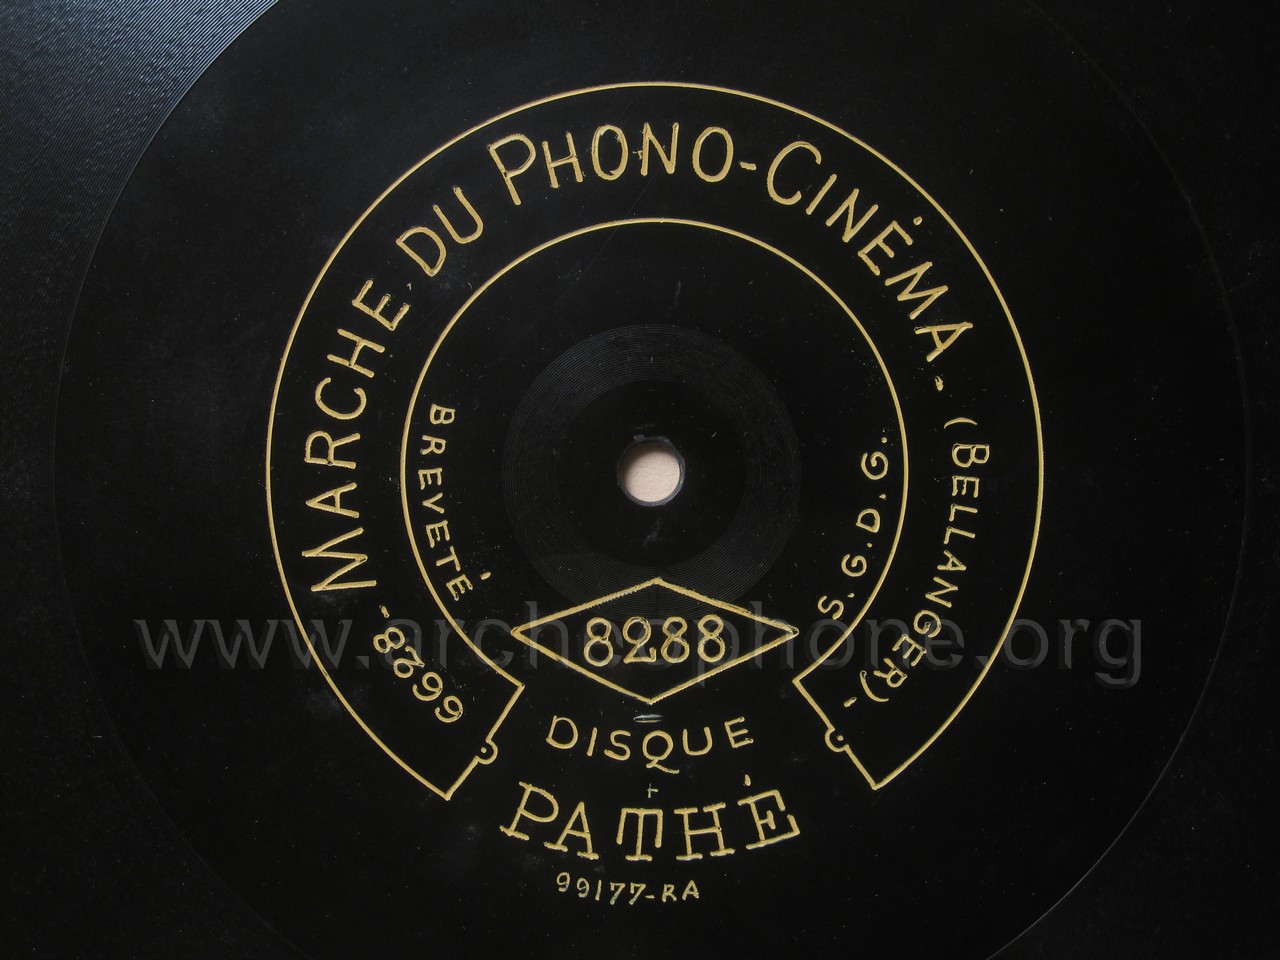 6628 - MARCHE DU PHONO-CINÉMA - (BELLANGER) -
BREVETÉ S.G.D.G.
8288
DISQUE
PATHÉ
99177-RA
www.archeophone.org